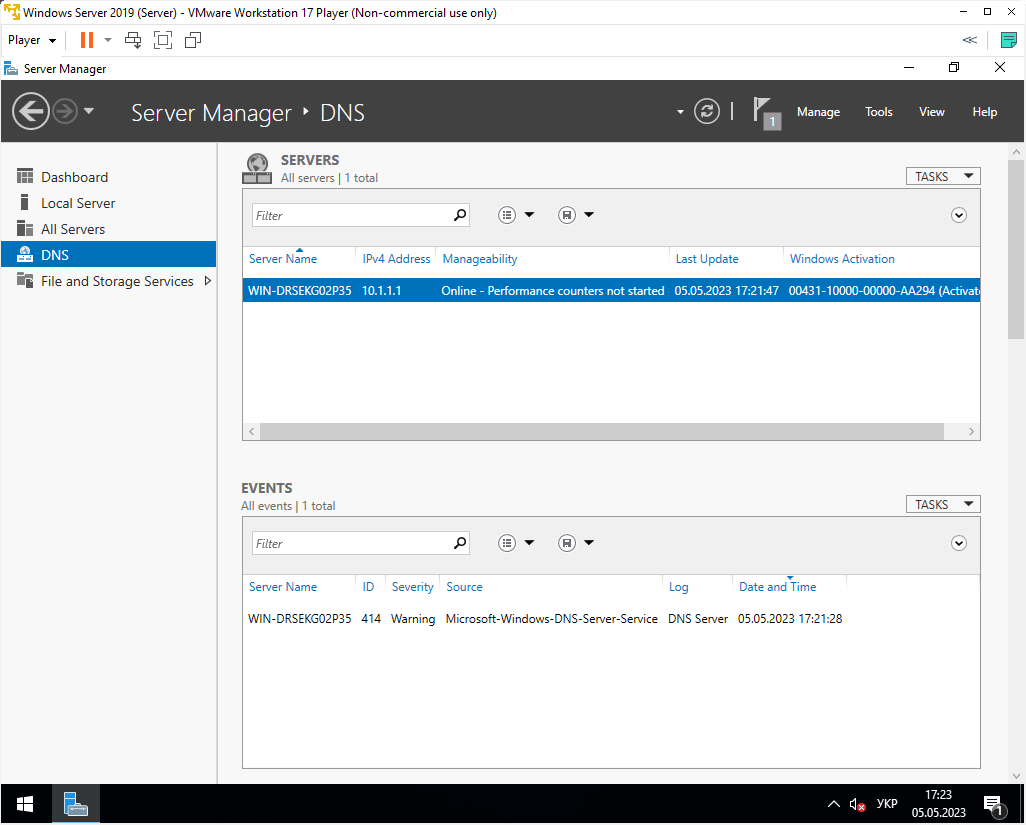 Windows Server 2019 (Server) - VMware Workstation 17 Player (Non-commercial use only)
Player
Server Manager
Server Manager DNS
1 Manage Tools View Help
Dashboard
Local Server
All Servers
DNS
File and Storage Services
SERVERS
All servers | 1 total
TASKS
Filter
Server Name IPv4 Address Manageability Last Update Windows Activation
WIN-DRSEKG02P35 10.1.1.1 Online - Performance counters not started 05.05.2023 17:21:47 00431-10000-00000-AA294 (Activate
EVENTS
All events | 1 total
TASKS
Filter
Server Name ID Severity Source Log Date and Time
WIN-DRSEKG02P35 414 Warning Microsoft-Windows-DNS-Server-Service DNS Server 05.05.2023 17:21:28
УКР
17:23
05.05.2023
1